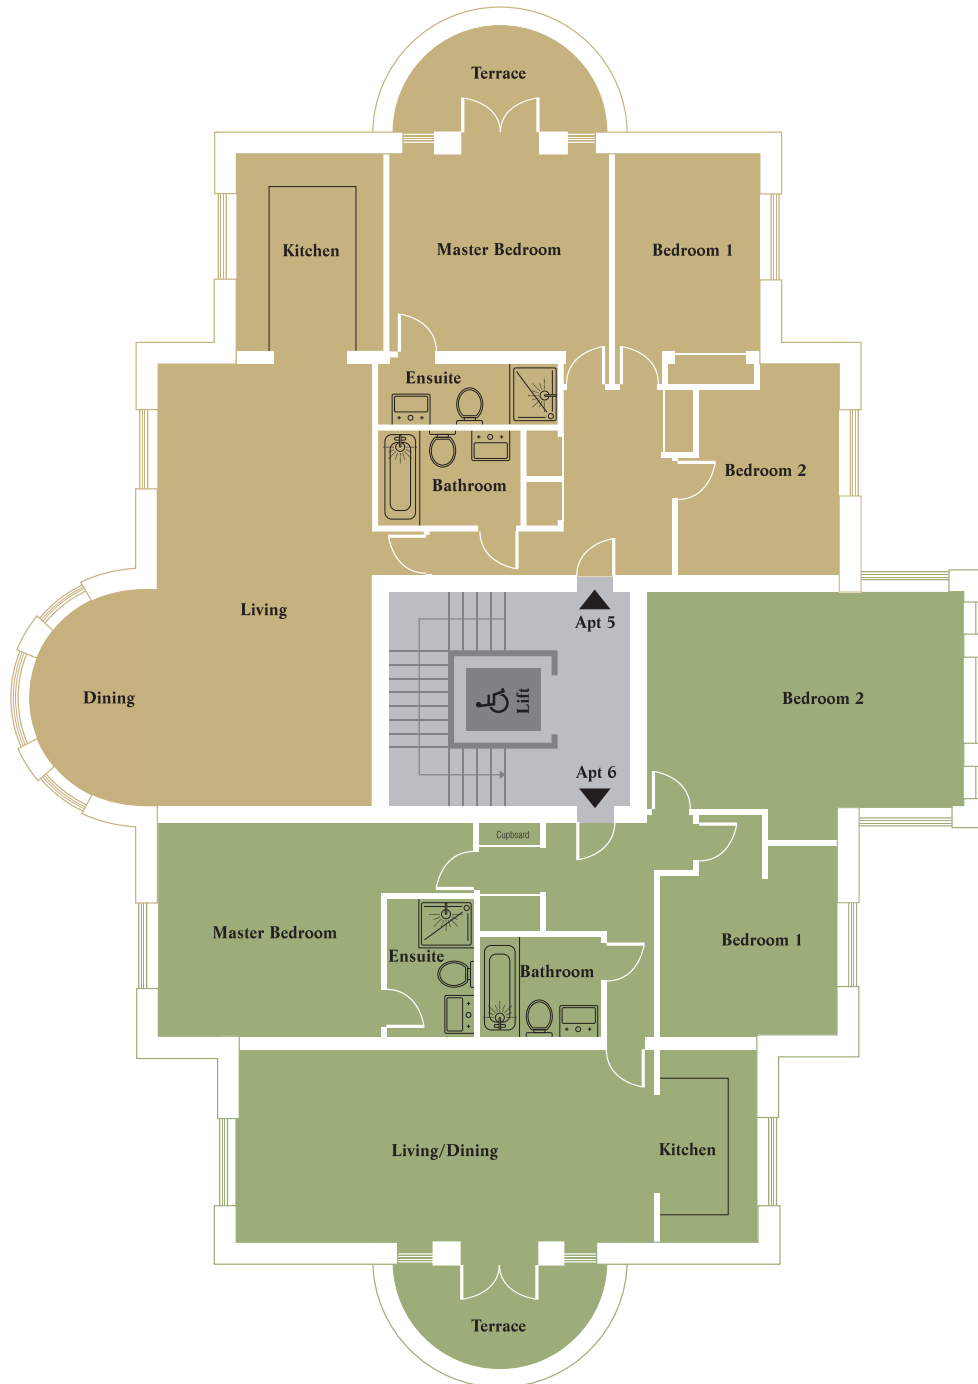 Terrace
Kitchen
Master Bedroom
Bedroom 1
Ensuite
Bedroom 2
Bathroom
Living
Apt 5
Dining
Lift
Bedroom 2
Apt 6
Cupboard
Master Bedroom
Ensuite
Bathroom
Bedroom 1
Living/Dining
Kitchen
Terrace